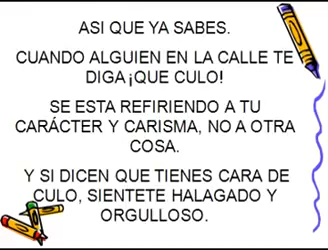 ASI QUE YA SABES.
CUANDO ALGUIEN EN LA CALLE TE
DIGA ¡QUE CULO!
SE ESTA REFIRIENDO A TU
CARÁCTER Y CARISMA, NO A OTRA
COSA.
Y SI DICEN QUE TIENES CARA DE
CULO, SIENTETE HALAGADO Y
ORGULLOSO.